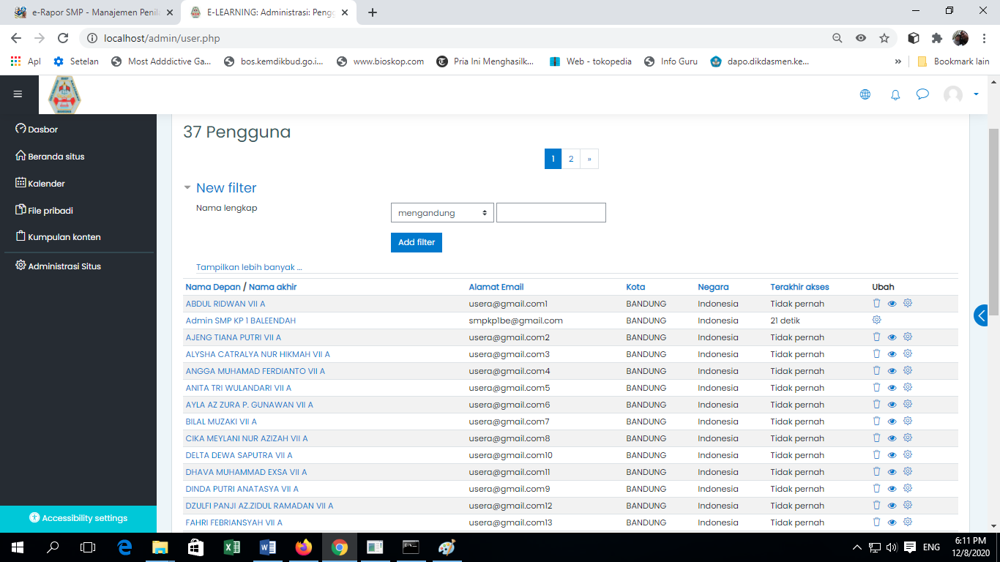 e-Rapor SMP - Manajemen Penil
E-LEARNING: Administrasi: Pengg
localhost/admin/user.php
Apl Setelan Most Adddictive Ga... bos.kemdikbud.go.i... www.bioskop.com Pria Ini Menghasilk... Web - tokopedia Info Guru dapo.dikdasmen.ke... » Bookmark lain
Dasbor
Beranda situs
Kalender
File pribadi
Kumpulan konten
Administrasi Situs
Accessibility settings
37 Pengguna
1 2 »
New filter
Nama lengkap mengandung
Add filter
Tampilkan lebih banyak ...
Nama Depan / Nama akhir Alamat Email Kota Negara Terakhir akses Ubah
ABDUL RIDWAN VII A usera@gmail.com1 BANDUNG Indonesia Tidak pernah
Admin SMP KP 1 BALEENDAH smpkp1be@gmail.com BANDUNG Indonesia 21 detik
AJENG TIANA PUTRI VII A usera@gmail.com2 BANDUNG Indonesia Tidak pernah
ALYSHA CATRALYA NUR HIKMAH VII A usera@gmail.com3 BANDUNG Indonesia Tidak pernah
ANGGA MUHAMAD FERDIANTO VII A usera@gmail.com4 BANDUNG Indonesia Tidak pernah
ANITA TRI WULANDARI VII A usera@gmail.com5 BANDUNG Indonesia Tidak pernah
AYLA AZ ZURA P. GUNAWAN VII A usera@gmail.com6 BANDUNG Indonesia Tidak pernah
BILAL MUZAKI VII A usera@gmail.com7 BANDUNG Indonesia Tidak pernah
CIKA MEYLANI NUR AZIZAH VII A usera@gmail.com8 BANDUNG Indonesia Tidak pernah
DELTA DEWA SAPUTRA VII A usera@gmail.com10 BANDUNG Indonesia Tidak pernah
DHAVA MUHAMMAD EXSA VII A usera@gmail.com11 BANDUNG Indonesia Tidak pernah
DINDA PUTRI ANATASYA VII A usera@gmail.com9 BANDUNG Indonesia Tidak pernah
DZULFI PANJI AZ.ZIDUL RAMADAN VII A usera@gmail.com12 BANDUNG Indonesia Tidak pernah
FAHRI FEBRIANSYAH VII A usera@gmail.com13 BANDUNG Indonesia Tidak pernah
ENG
6:11 PM
12/8/2020